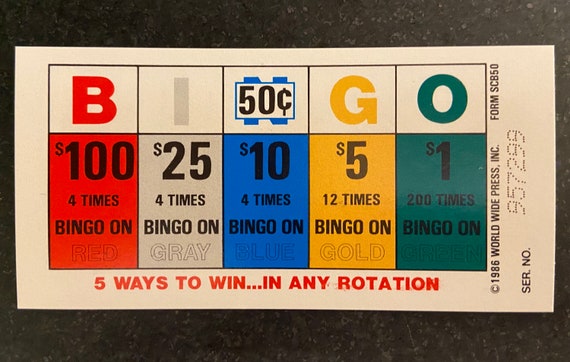 B I N G O
50¢
$100 $25 $10 $5 $1
4 TIMES 4 TIMES 4 TIMES 12 TIMES 200 TIMES
BINGO ON BINGO ON BINGO ON BINGO ON BINGO ON
RED GRAY BLUE GOLD GREEN
5 WAYS TO WIN...IN ANY ROTATION
©1986 WORLD WIDE PRESS, INC. FORM SCB50
SER. NO.